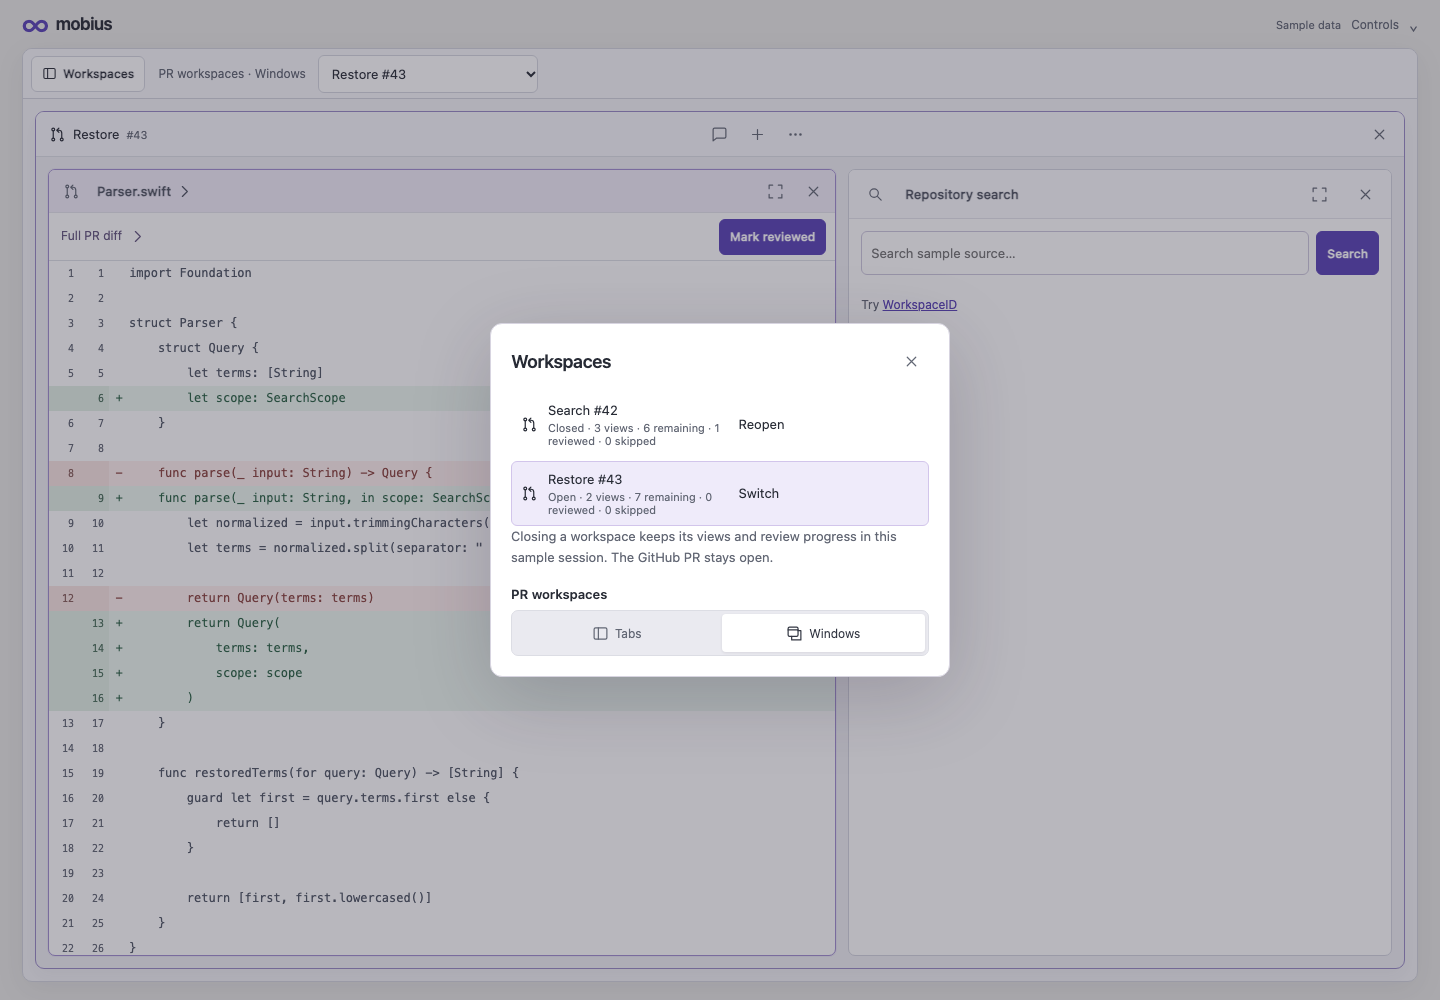 mobius
Sample data Controls
Workspaces PR workspaces · Windows Restore #43
Restore #43
Parser.swift
Full PR diff
Mark reviewed
1 1 import Foundation
2 2
3 3 struct Parser {
4 4 struct Query {
5 5 let terms: [String]
6 + let scope: SearchScope
6 7 }
7 8
8 − func parse(_ input: String) -> Query {
9 + func parse(_ input: String, in scope: SearchSc
9 10 let normalized = input.trimmingCharacters(
10 11 let terms = normalized.split(separator: "
11 12
12 − return Query(terms: terms)
13 + return Query(
14 + terms: terms,
15 + scope: scope
16 + )
13 17 }
14 18
15 19 func restoredTerms(for query: Query) -> [String] {
16 20 guard let first = query.terms.first else {
17 21 return []
18 22 }
19 23
20 24 return [first, first.lowercased()]
21 25 }
22 26 }
Repository search
Search sample source...
Search
Try WorkspaceID
Workspaces
Search #42
Closed · 3 views · 6 remaining · 1
reviewed · 0 skipped
Reopen
Restore #43
Open · 2 views · 7 remaining · 0
reviewed · 0 skipped
Switch
Closing a workspace keeps its views and review progress in this
sample session. The GitHub PR stays open.
PR workspaces
Tabs
Windows